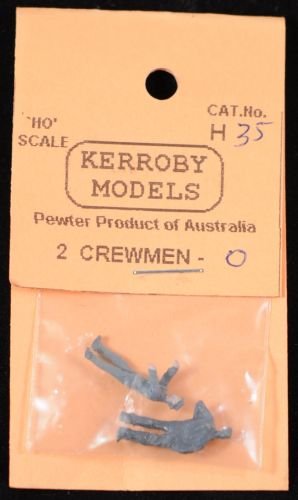 'HO'
SCALE
CAT.No.
H 35
KERROBY
MODELS
Pewter Product of Australia
2 CREWMEN - O